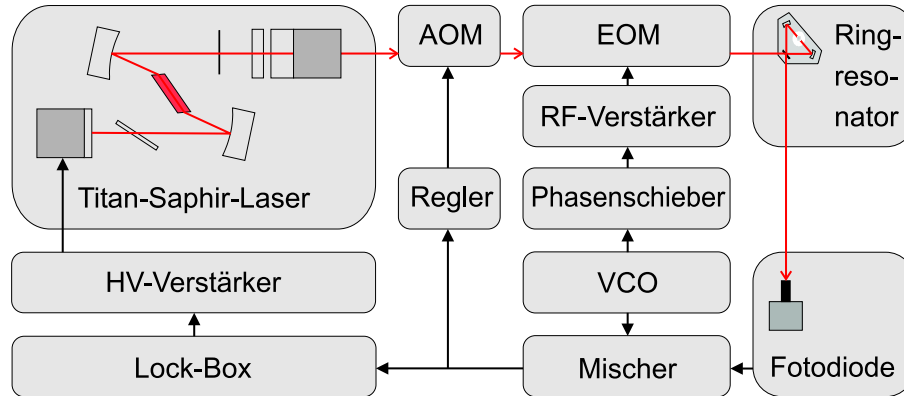 AOM
EOM
Ring-
reso-
nator
RF-Verstärker
Titan-Saphir-Laser
Regler
Phasenschieber
HV-Verstärker
VCO
Lock-Box
Mischer
Fotodiode